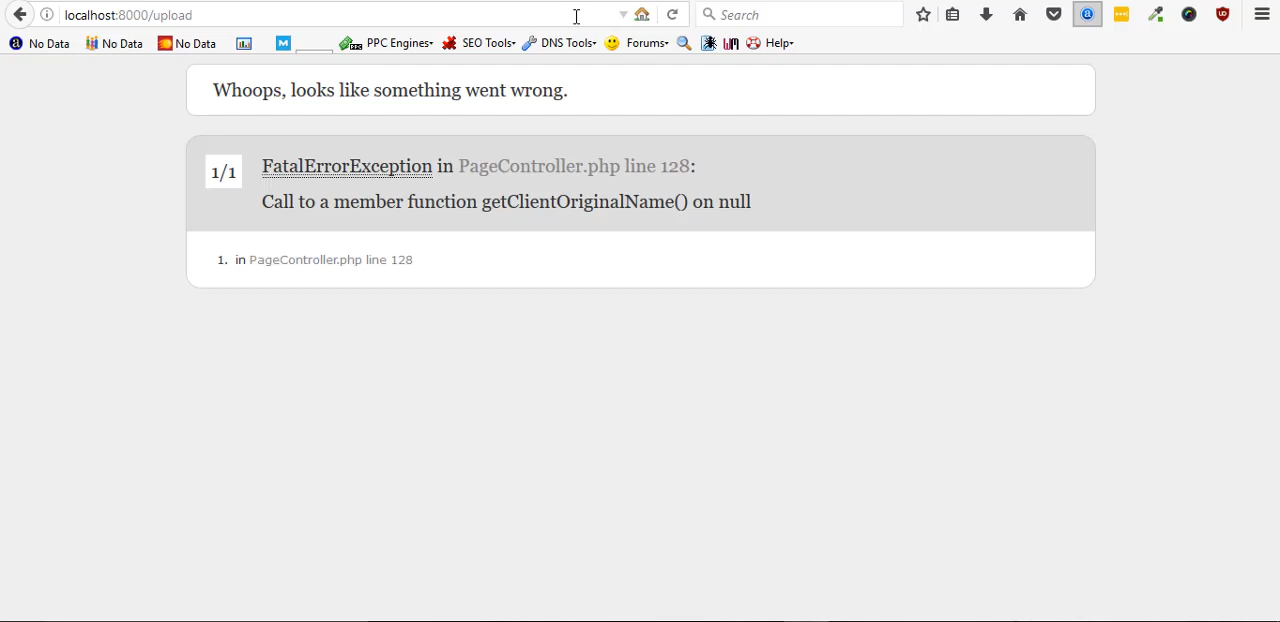 localhost:8000/upload
Search
No Data
No Data
No Data
M
PPC Engines
SEO Tools
DNS Tools
Forums
Help
Whoops, looks like something went wrong.
1/1
FatalErrorException in PageController.php line 128:
Call to a member function getClientOriginalName() on null
1. in PageController.php line 128